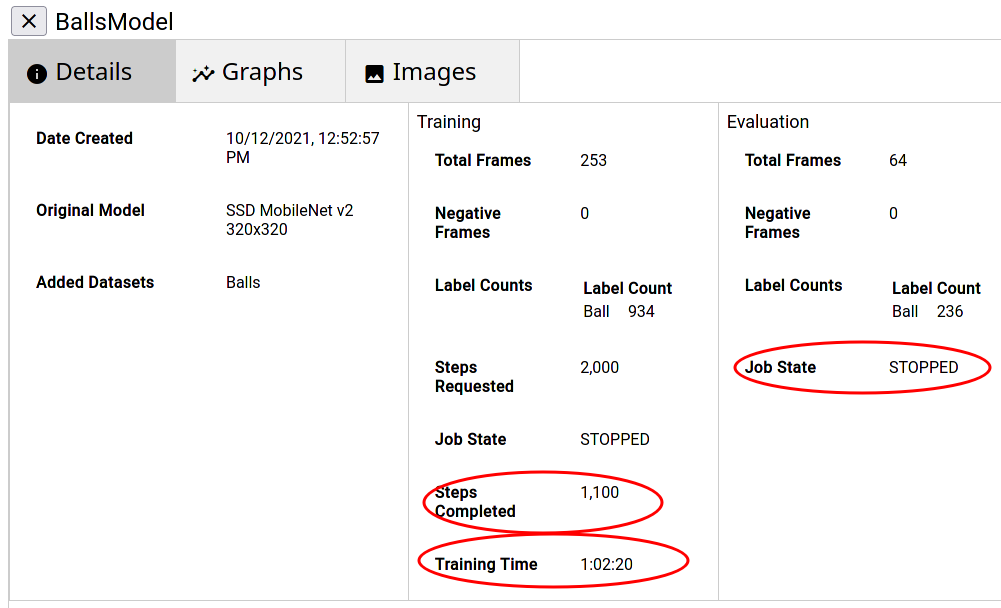 BallsModel
Details
Graphs
Images
Date Created
10/12/2021, 12:52:57
PM
Original Model
SSD MobileNet v2
320x320
Added Datasets
Balls
Training
Total Frames
253
Negative
Frames
0
Label Counts
Label Count
Ball 934
Steps
Requested
2,000
Job State
STOPPED
Steps
Completed
1,100
Training Time
1:02:20
Evaluation
Total Frames
64
Negative
Frames
0
Label Counts
Label Count
Ball 236
Job State
STOPPED